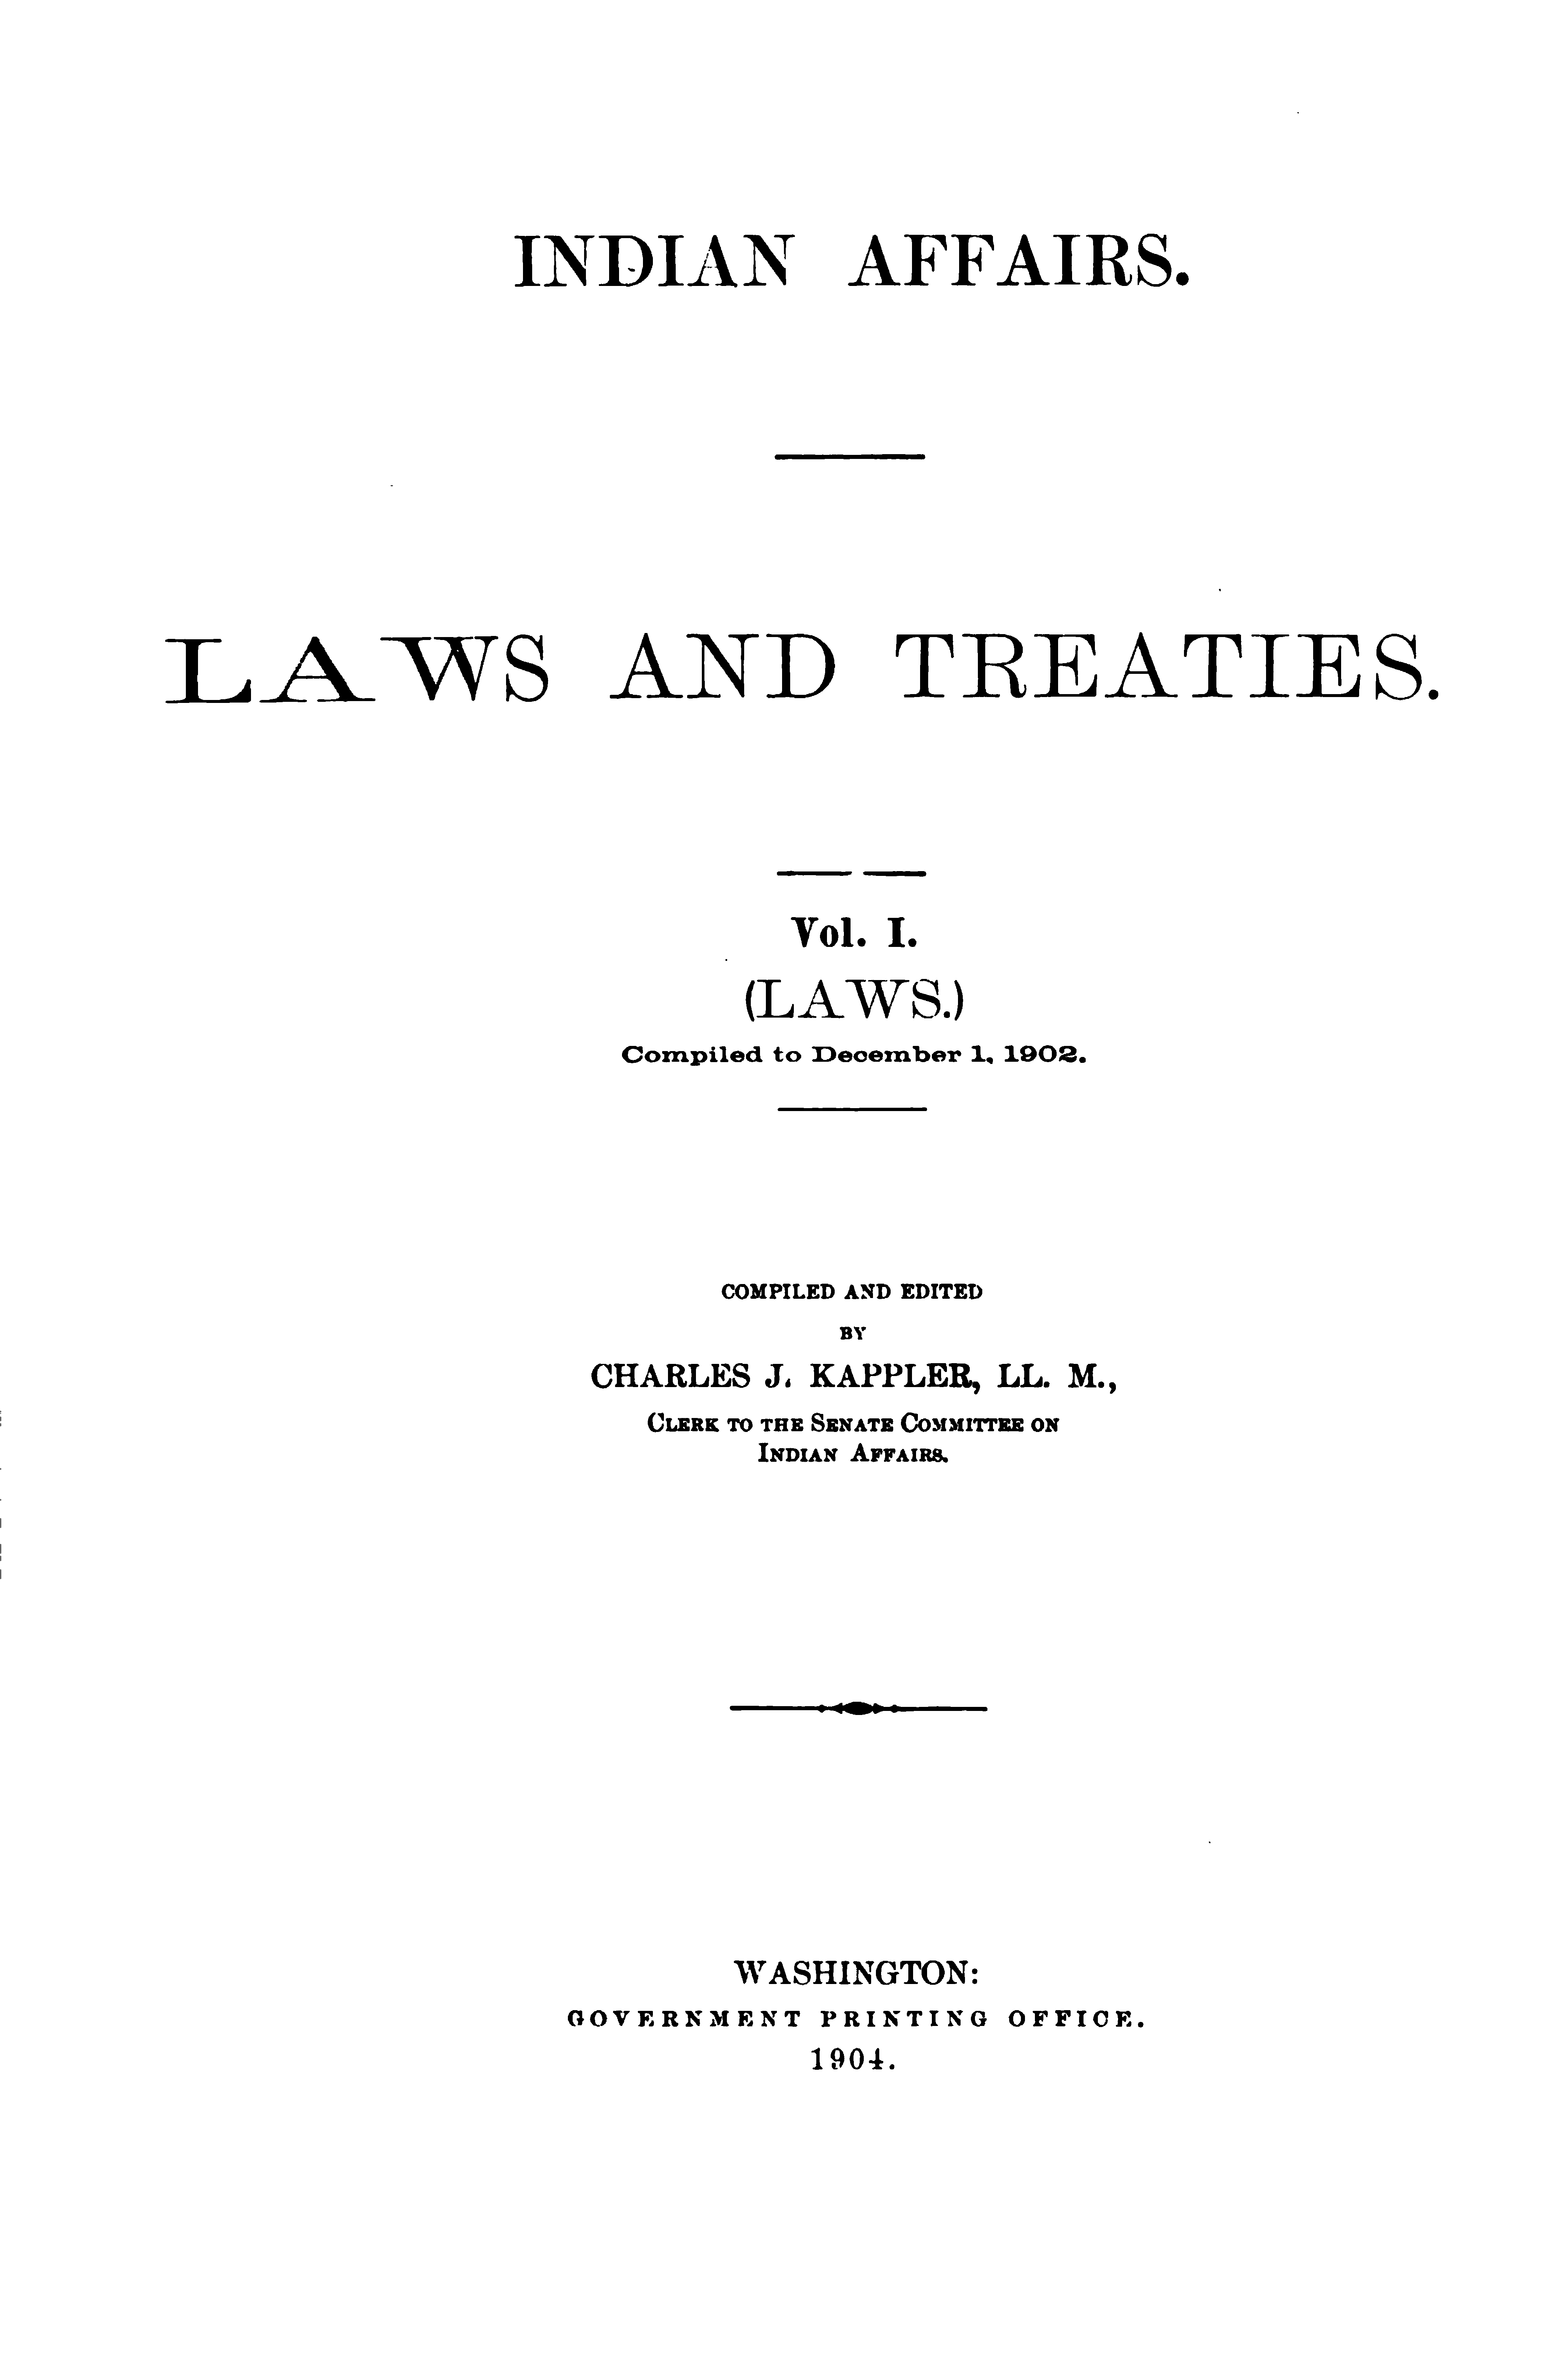 INDIAN AFFAIRS.
LAWS AND TREATIES.
Vol. I.
(LAWS.)
Compiled to December 1, 1902.
COMPILED AND EDITED
BY
CHARLES J. KAPPLER, LL. M.,
CLERK TO THE SENATE COMMITTEE ON
INDIAN AFFAIRS.
WASHINGTON:
GOVERNMENT PRINTING OFFICE.
1904.